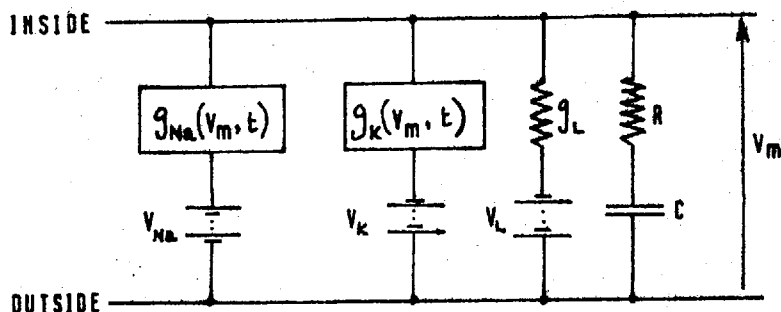 INSIDE
g_Na(V_m, t)
g_K(V_m, t)
g_L
R
V_m
V_Na
V_K
V_L
C
OUTSIDE